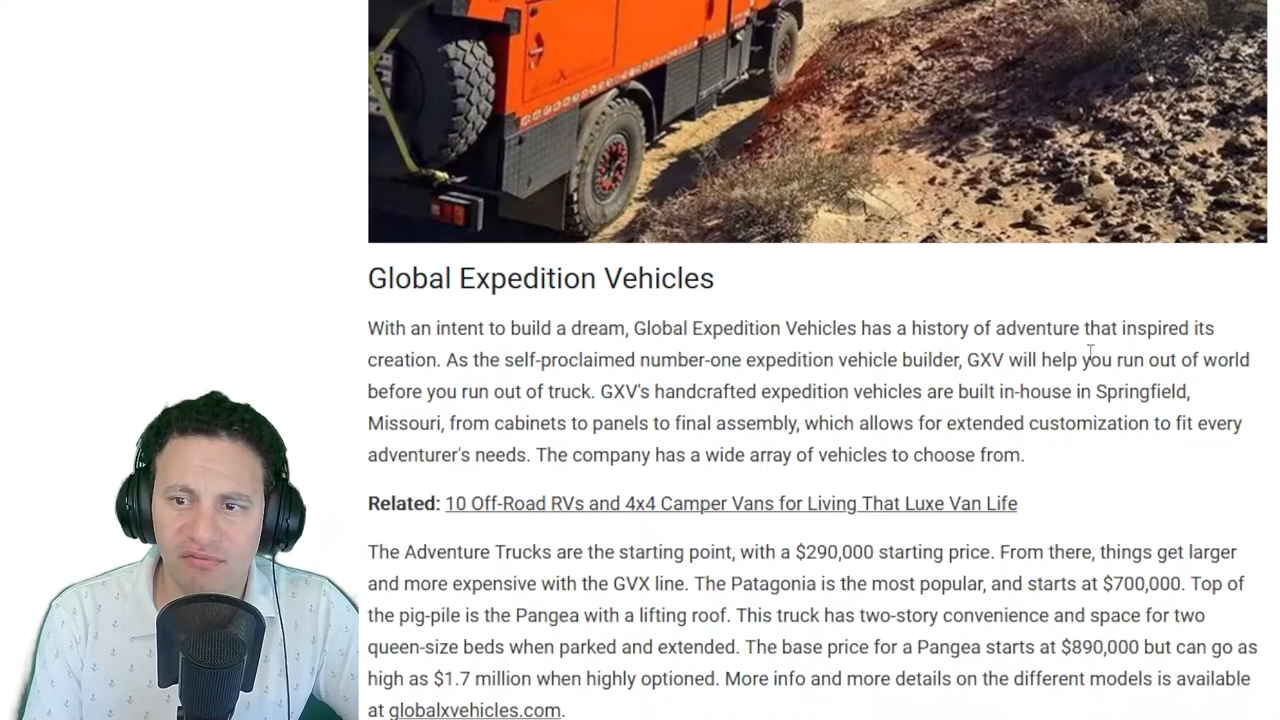 Global Expedition Vehicles
With an intent to build a dream, Global Expedition Vehicles has a history of adventure that inspired its
creation. As the self-proclaimed number-one expedition vehicle builder, GXV will help you run out of world
before you run out of truck. GXV's handcrafted expedition vehicles are built in-house in Springfield,
Missouri, from cabinets to panels to final assembly, which allows for extended customization to fit every
adventurer's needs. The company has a wide array of vehicles to choose from.
Related: 10 Off-Road RVs and 4x4 Camper Vans for Living That Luxe Van Life
The Adventure Trucks are the starting point, with a $290,000 starting price. From there, things get larger
and more expensive with the GVX line. The Patagonia is the most popular, and starts at $700,000. Top of
the pig-pile is the Pangea with a lifting roof. This truck has two-story convenience and space for two
queen-size beds when parked and extended. The base price for a Pangea starts at $890,000 but can go as
high as $1.7 million when highly optioned. More info and more details on the different models is available
at globalxvehicles.com.